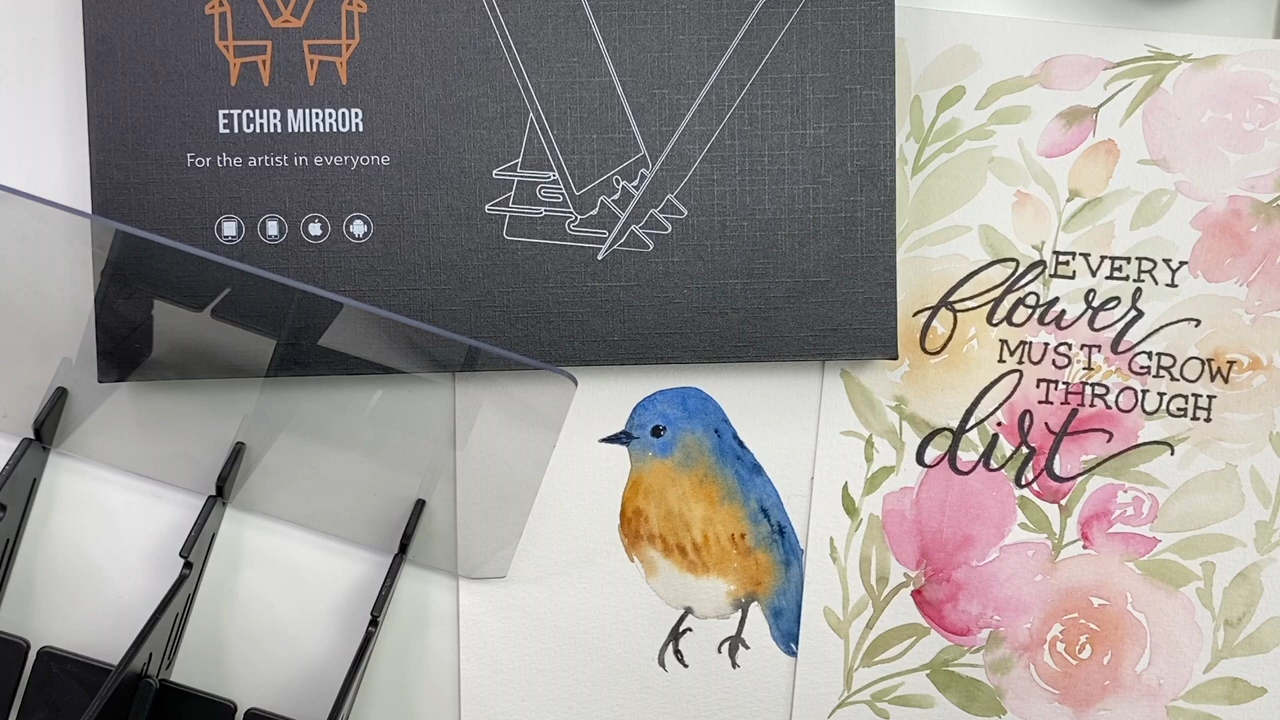 ETCHR MIRROR
For the artist in everyone
EVERY
flower
MUST GROW
THROUGH
dirt